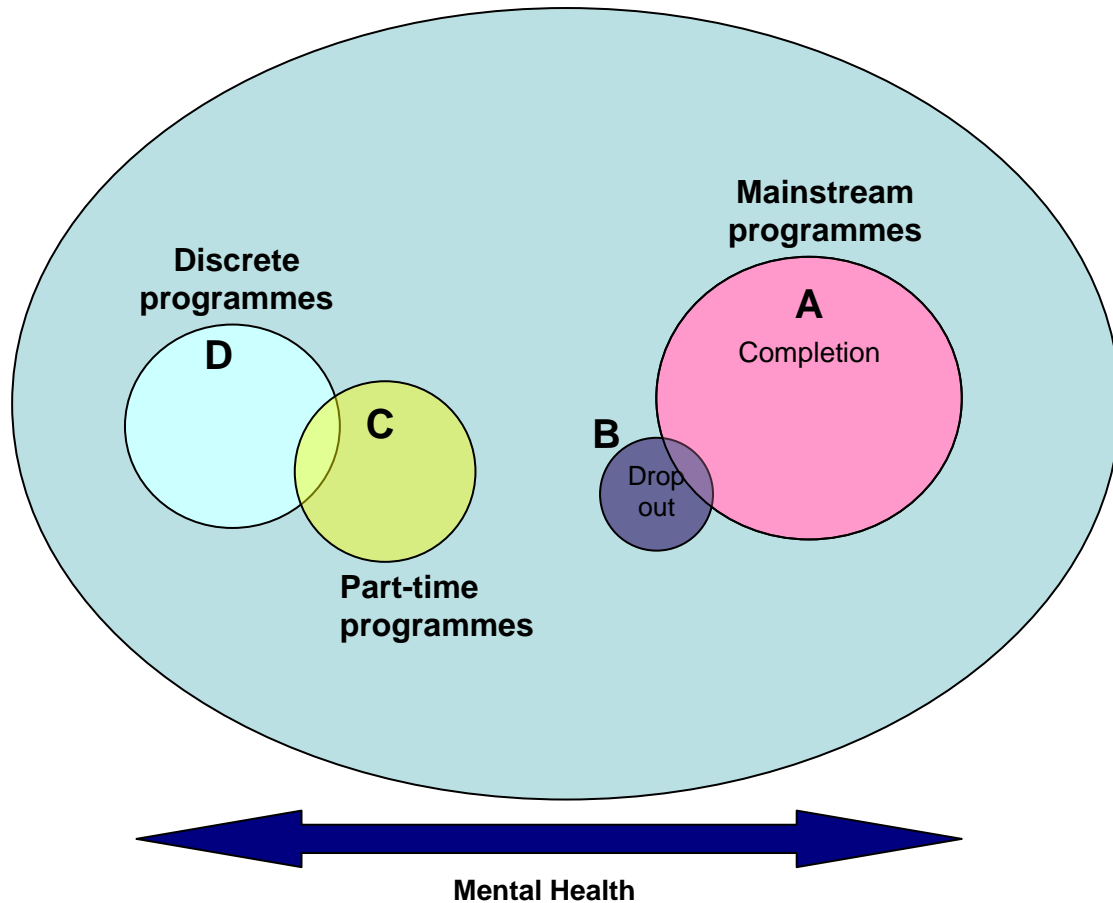 Mainstream
programmes
A
Completion
Discrete
programmes
D
C
B
Drop
out
Part-time
programmes
Mental Health